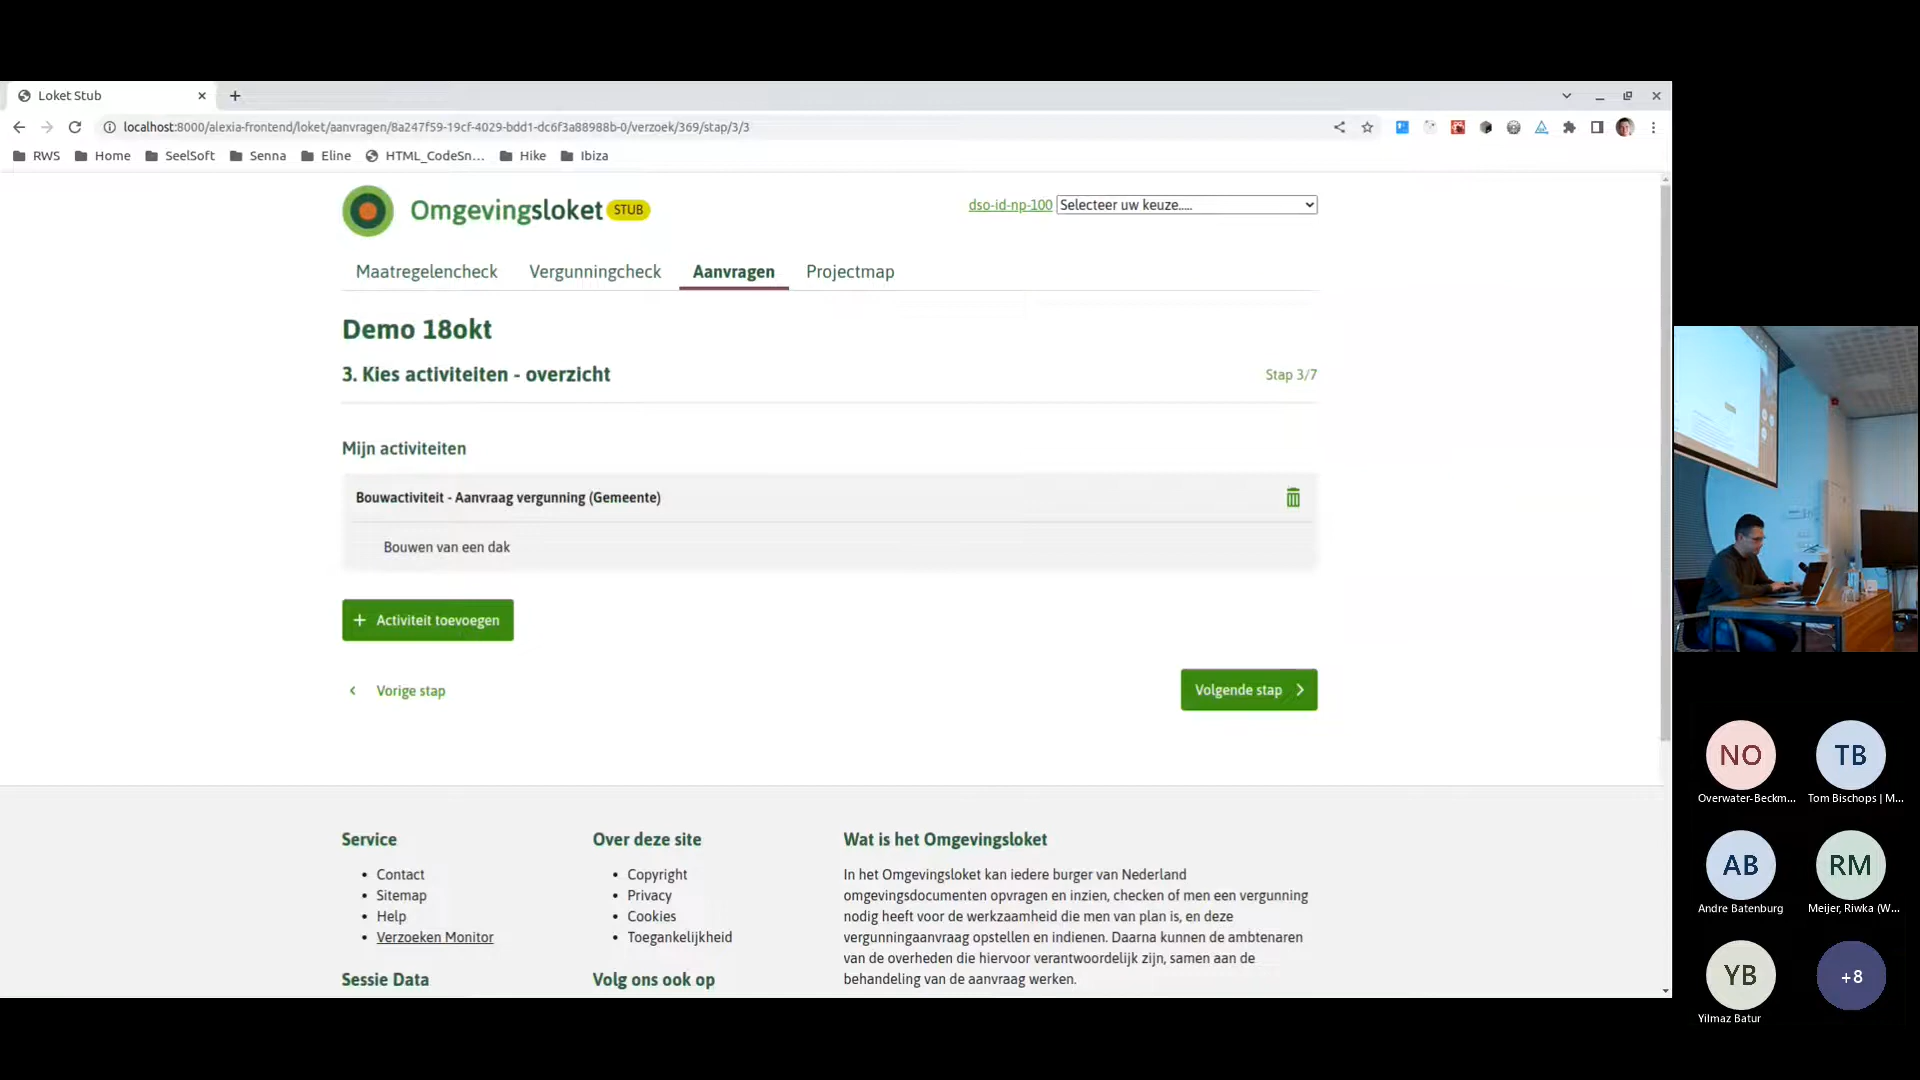 Loket Stub
localhost:8000/alexia-frontend/loket/aanvragen/8a247f59-19cf-4029-bdd1-dc6f3a88988b-0/verzoek/369/stap/3/3
RWS Home SeelSoft Senna Eline HTML_CodeSn... Hike Ibiza
Omgevingsloket STUB
dso-id-np-100 Selecteer uw keuze.....
Maatregelencheck Vergunningcheck Aanvragen Projectmap
Demo 18okt
3. Kies activiteiten - overzicht
Stap 3/7
Mijn activiteiten
Bouwactiviteit - Aanvraag vergunning (Gemeente)
Bouwen van een dak
+ Activiteit toevoegen
Vorige stap
Volgende stap
Service
Contact
Sitemap
Help
Verzoeken Monitor
Sessie Data
Over deze site
Copyright
Privacy
Cookies
Toegankelijkheid
Volg ons ook op
Wat is het Omgevingsloket
In het Omgevingsloket kan iedere burger van Nederland
omgevingsdocumenten opvragen en inzien, checken of men een vergunning
nodig heeft voor de werkzaamheid die men van plan is, en deze
vergunningaanvraag opstellen en indienen. Daarna kunnen de ambtenaren
van de overheden die hiervoor verantwoordelijk zijn, samen aan de
behandeling van de aanvraag werken.
NO
Overwater-Beckm...
TB
Tom Bischops | M...
AB
Andre Batenburg
RM
Meijer, Riwka (W...
YB
Yilmaz Batur
+8